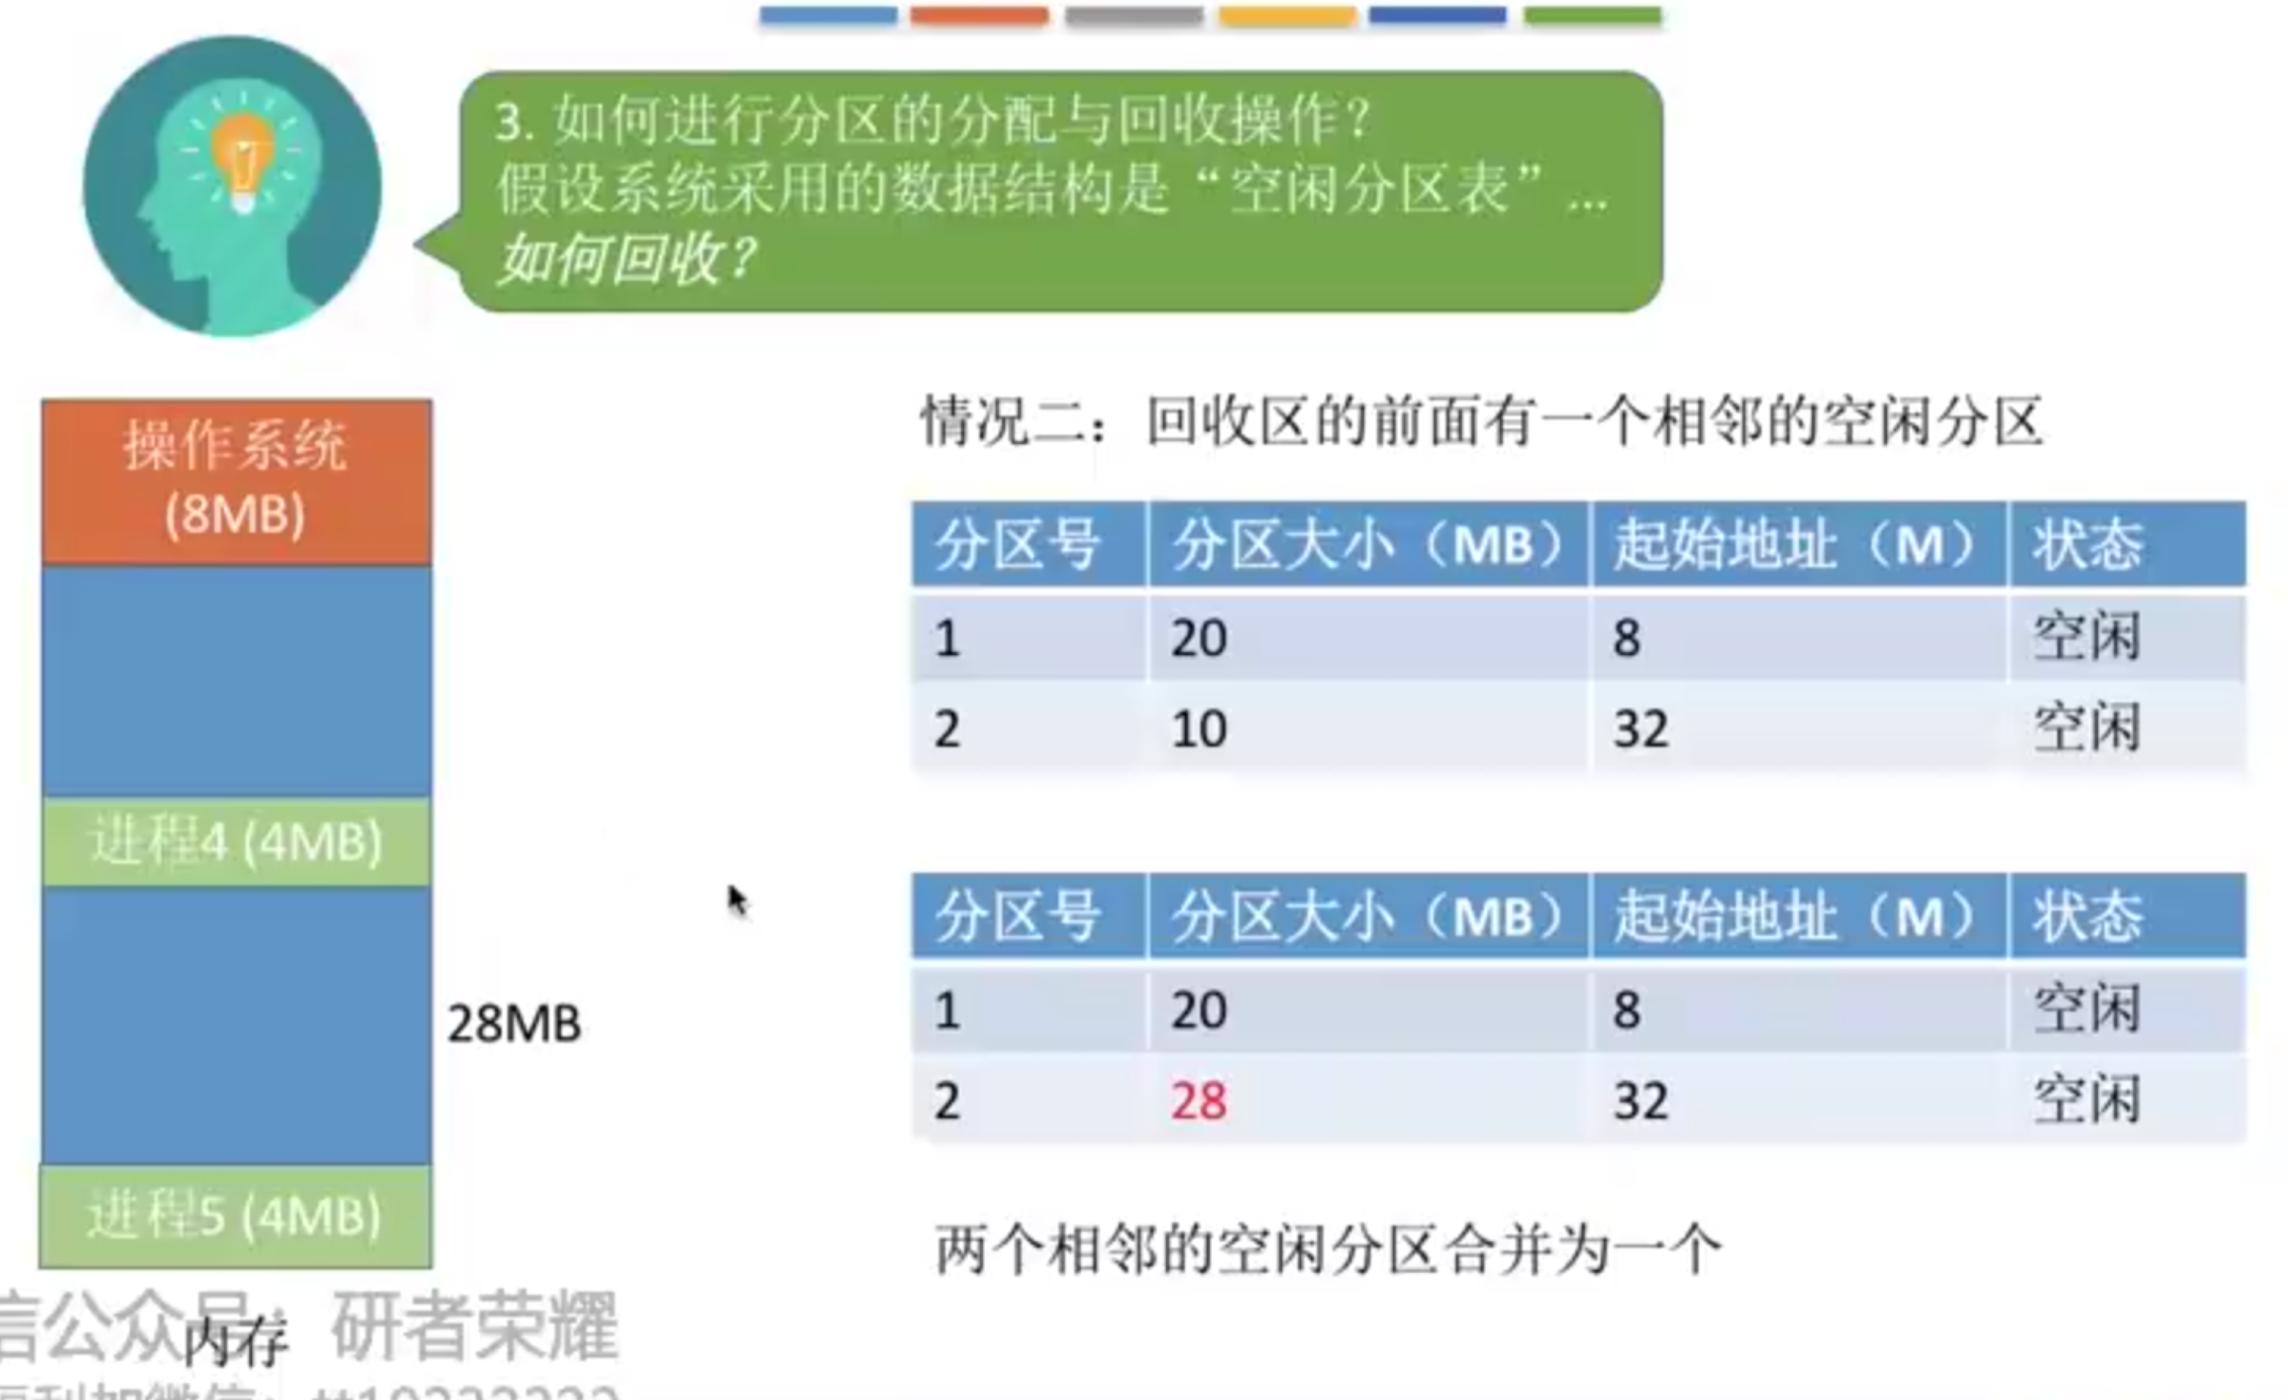 3. 如何进行分区的分配与回收操作？
假设系统采用的数据结构是“空闲分区表”...
如何回收？
操作系统
(8MB)
进程4 (4MB)
28MB
进程5 (4MB)
内存
情况二：回收区的前面有一个相邻的空闲分区
分区号 分区大小（MB） 起始地址（M） 状态
1 20 8 空闲
2 10 32 空闲
分区号 分区大小（MB） 起始地址（M） 状态
1 20 8 空闲
2 28 32 空闲
两个相邻的空闲分区合并为一个
信公众号：研者荣耀